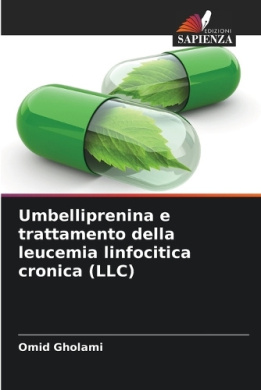 EDIZIONI
SAPIENZA
Umbelliprenina e
trattamento della
leucemia linfocitica
cronica (LLC)
Omid Gholami